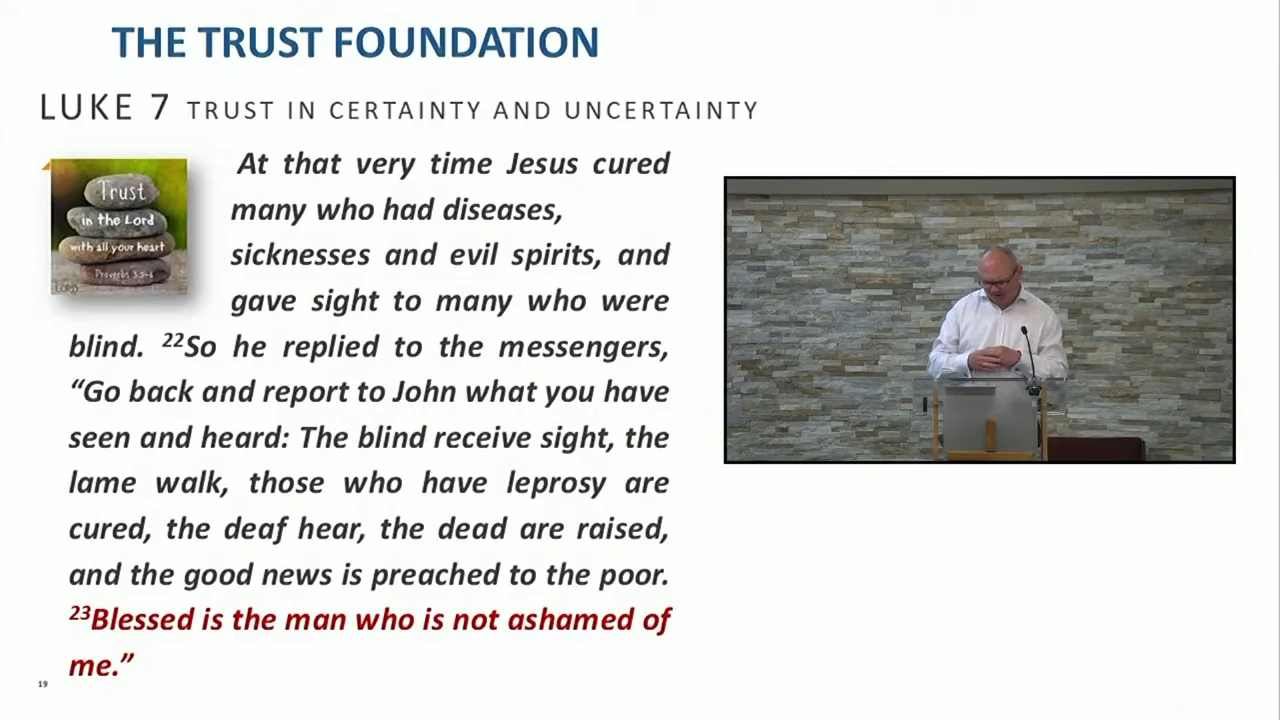 THE TRUST FOUNDATION
LUKE 7 TRUST IN CERTAINTY AND UNCERTAINTY
Trust
in the Lord
with all your heart
Proverbs 3:5-6
At that very time Jesus cured
many who had diseases,
sicknesses and evil spirits, and
gave sight to many who were
blind. ²²So he replied to the messengers,
“Go back and report to John what you have
seen and heard: The blind receive sight, the
lame walk, those who have leprosy are
cured, the deaf hear, the dead are raised,
and the good news is preached to the poor.
²³Blessed is the man who is not ashamed of
me.”
19